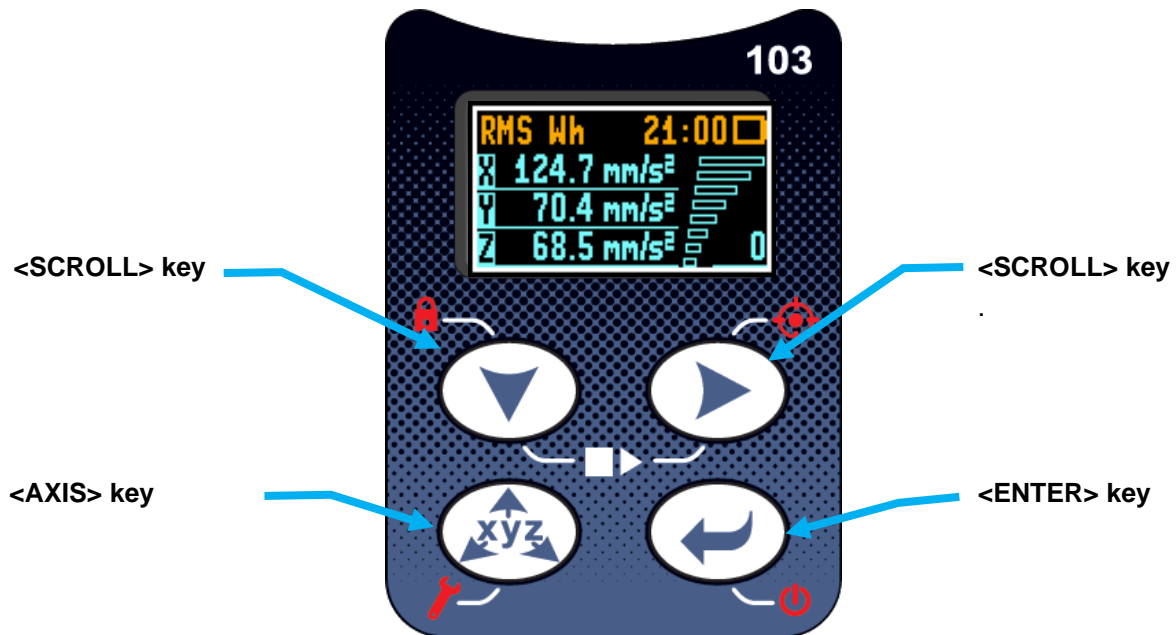 103
RMS Wh 21:00
X 124.7 mm/s²
Y 70.4 mm/s²
Z 68.5 mm/s² 0
<SCROLL> key
<SCROLL> key
.
<AXIS> key
xyz
<ENTER> key